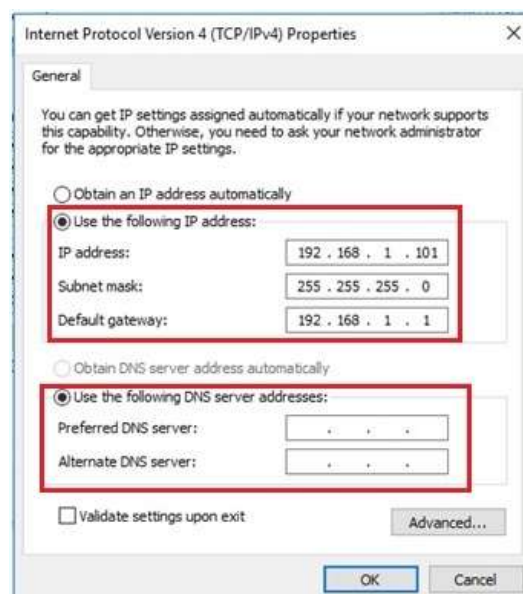 Internet Protocol Version 4 (TCP/IPv4) Properties
General
You can get IP settings assigned automatically if your network supports
this capability. Otherwise, you need to ask your network administrator
for the appropriate IP settings.
Obtain an IP address automatically
Use the following IP address:
IP address: 192 . 168 . 1 . 101
Subnet mask: 255 . 255 . 255 . 0
Default gateway: 192 . 168 . 1 . 1
Obtain DNS server address automatically
Use the following DNS server addresses:
Preferred DNS server: . . .
Alternate DNS server: . . .
Validate settings upon exit
Advanced...
OK Cancel